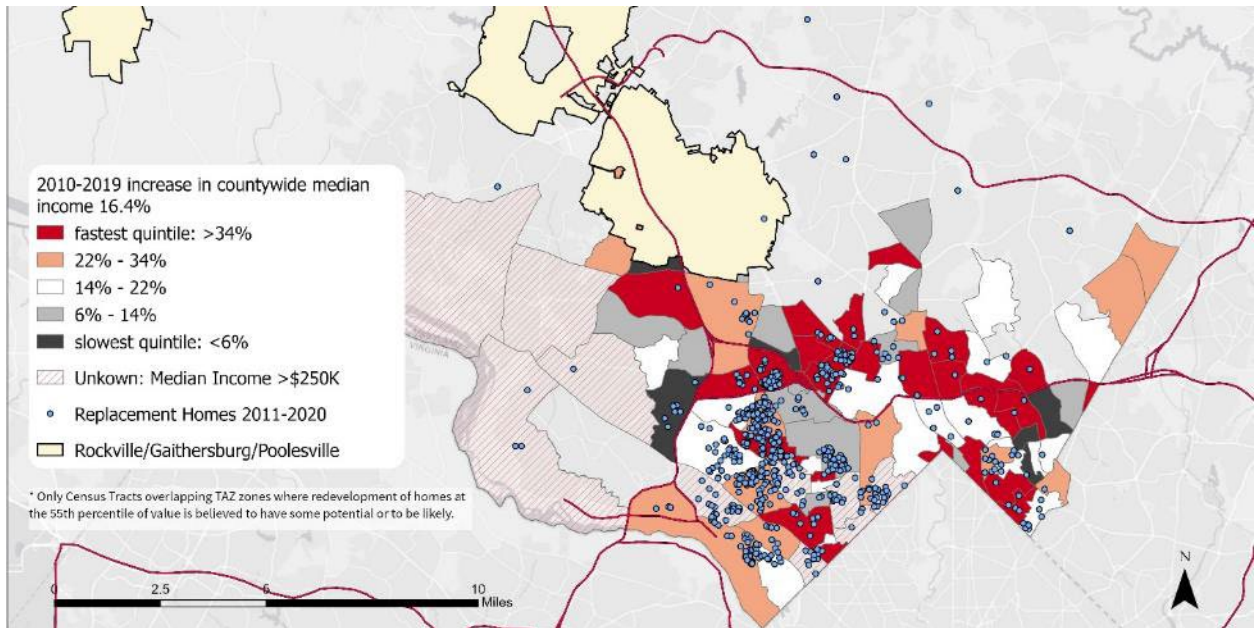 2010-2019 increase in countywide median
income 16.4%
fastest quintile: >34%
22% - 34%
14% - 22%
6% - 14%
slowest quintile: <6%
Unkown: Median Income >$250K
Replacement Homes 2011-2020
Rockville/Gaithersburg/Poolesville
* Only Census Tracts overlapping TAZ zones where redevelopment of homes at
the 55th percentile of value is believed to have some potential or to be likely.
VIRGINIA
N
0 2.5 5 10
Miles